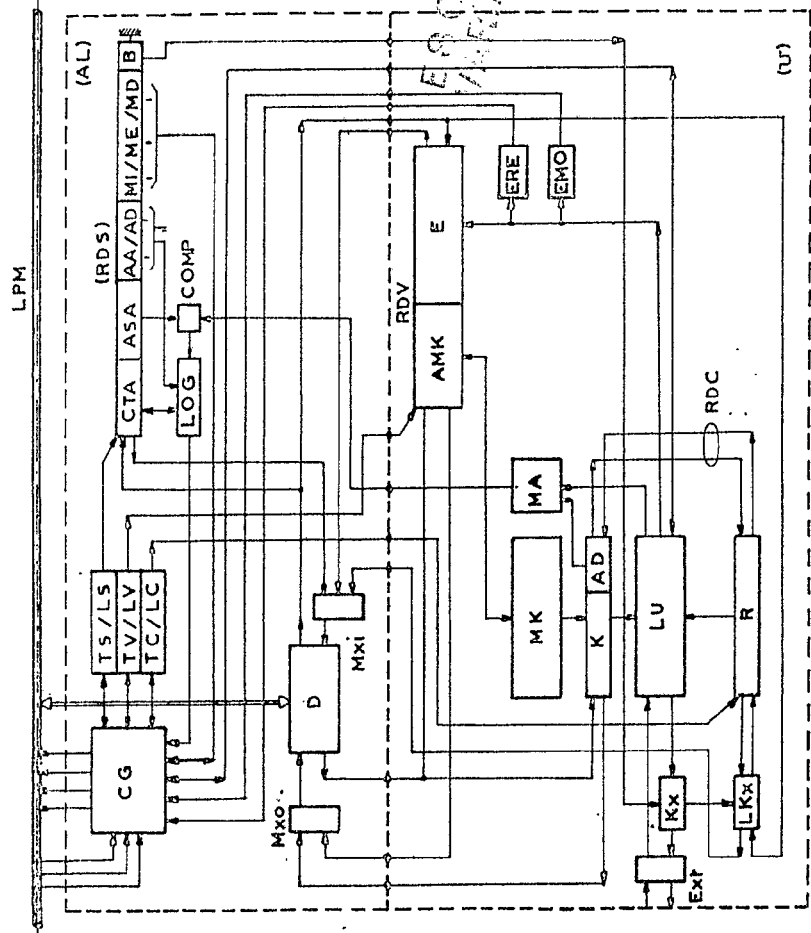 LPM
(AL)
(RDS)
CTA ASA AA/AD MI/ME/MD B
LOG
COMP
TS/LS
TV/LV
TC/LC
CG
D
Mxi
Mxo
RDV
AMK E
ERE
EMO
MA
MK
K AD
RDC
LU
R
Kx
LKx
Ext
(U)